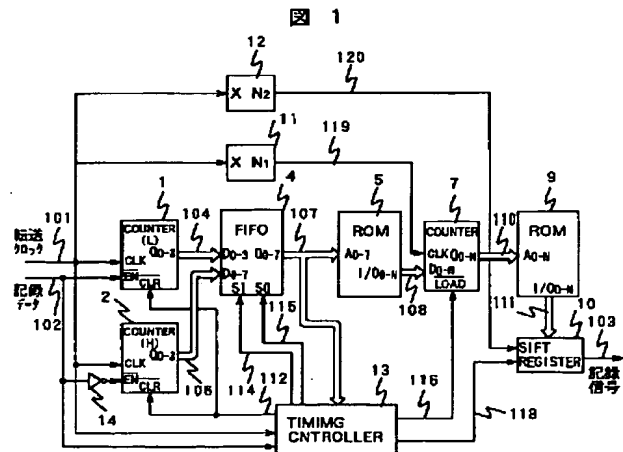 図 1
12
120
X N2
11
119
X N1
1
4
5
7
9
101
転送
クロック
COUNTER
(L)
Q0-3
CLK
EN
CLR
104
FIFO
D0-3
Q0-7
D0-7
SI
SO
107
ROM
A0-7
I/O0-N
108
COUNTER
CLK
Q0-N
D0-N
LOAD
110
ROM
A0-N
I/O0-N
111
記録
データ
102
2
COUNTER
(H)
Q0-3
CLK
EN
CLR
106
14
112
114
115
13
TIMIMG
CNTROLLER
116
118
10
SIFT
REGISTER
103
記録
信号